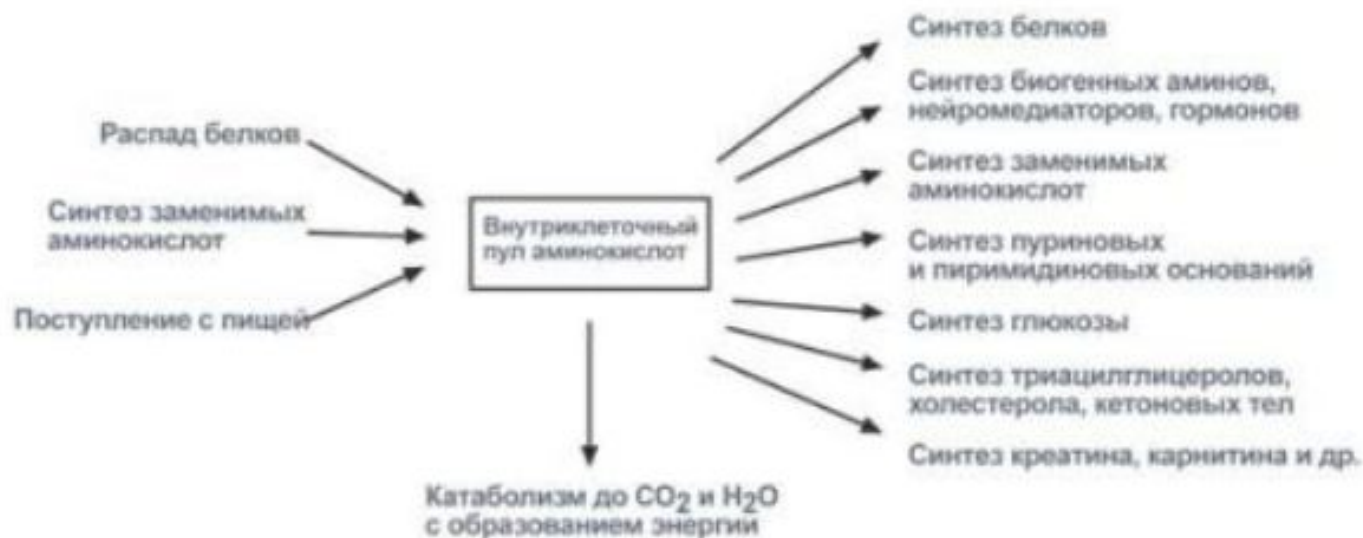 Распад белков
Синтез заменимых
аминокислот
Поступление с пищей
Внутриклеточный
пул аминокислот
Катаболизм до CO2 и H2O
с образованием энергии
Синтез белков
Синтез биогенных аминов,
нейромедиаторов, гормонов
Синтез заменимых
аминокислот
Синтез пуриновых
и пиримидиновых оснований
Синтез глюкозы
Синтез триацилглицеролов,
холестерола, кетоновых тел
Синтез креатина, карнитина и др.